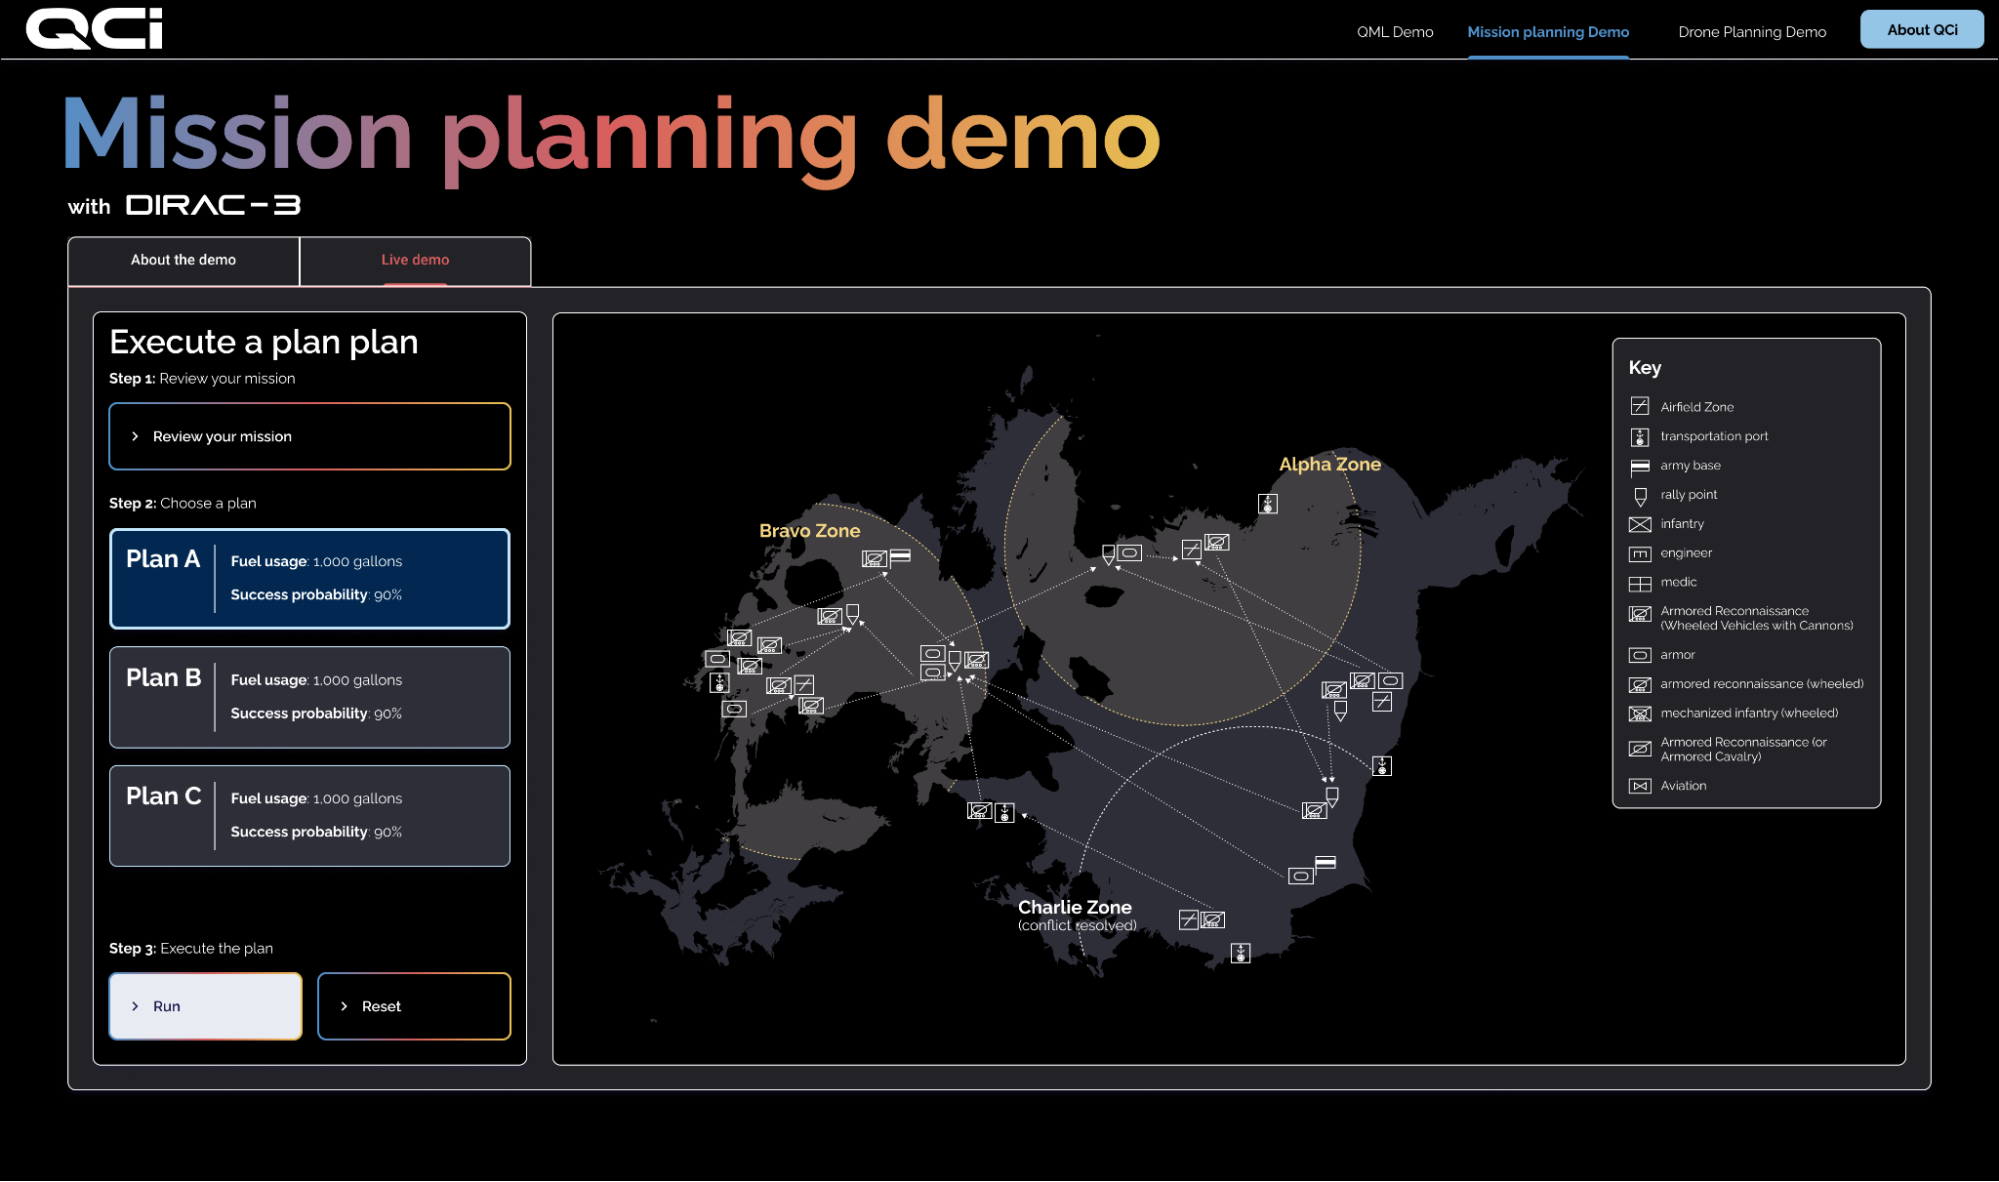 QCi
QML Demo
Mission planning Demo
Drone Planning Demo
About QCi
Mission planning demo
with DIRAC-3
About the demo
Live demo
Execute a plan plan
Step 1: Review your mission
Review your mission
Step 2: Choose a plan
Plan A
Fuel usage: 1,000 gallons
Success probability: 90%
Plan B
Fuel usage: 1,000 gallons
Success probability: 90%
Plan C
Fuel usage: 1,000 gallons
Success probability: 90%
Step 3: Execute the plan
Run
Reset
Alpha Zone
Bravo Zone
Charlie Zone
(conflict resolved)
Key
Airfield Zone
transportation port
army base
rally point
infantry
engineer
medic
Armored Reconnaissance
(Wheeled Vehicles with Cannons)
armor
armored reconnaissance (wheeled)
mechanized infantry (wheeled)
Armored Reconnaissance (or
Armored Cavalry)
Aviation